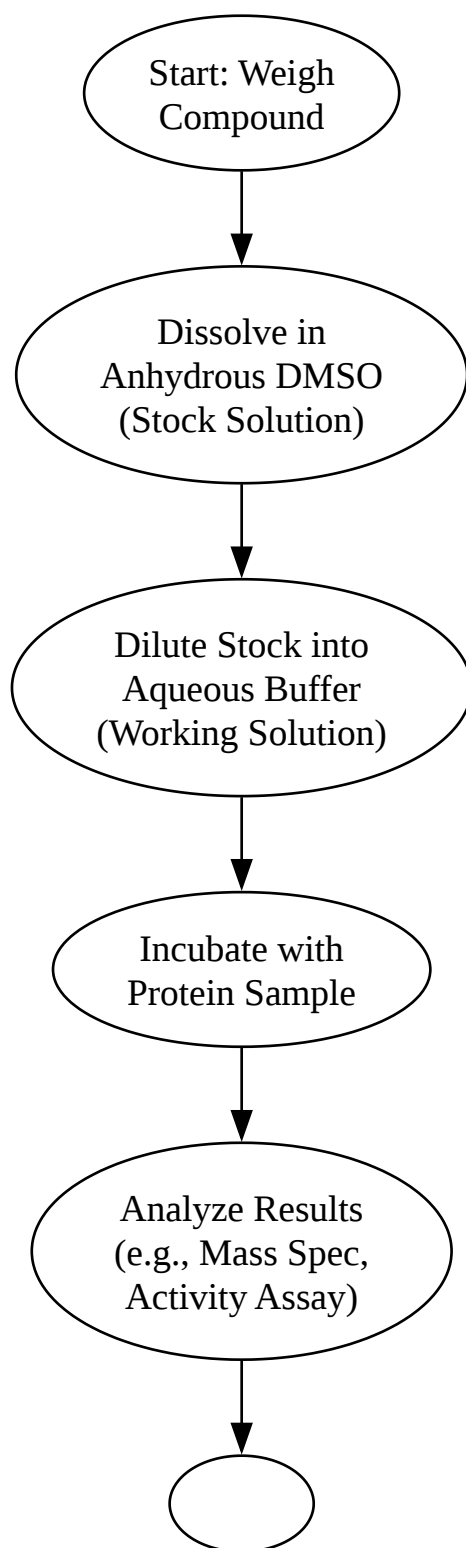 Start: Weigh
Compound
Dissolve in
Anhydrous DMSO
(Stock Solution)
Dilute Stock into
Aqueous Buffer
(Working Solution)
Incubate with
Protein Sample
Analyze Results
(e.g., Mass Spec,
Activity Assay)